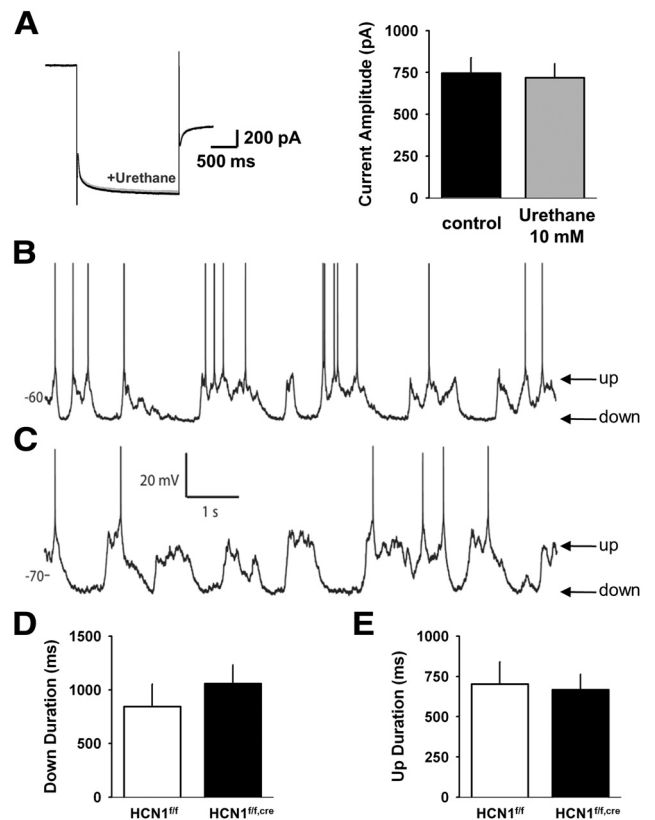 A
+Urethane
200 pA
500 ms
Current Amplitude (pA)
1000
750
500
250
0
control
Urethane
10 mM
B
-60
up
down
C
20 mV
1 s
-70-
up
down
D
Down Duration (ms)
1500
1000
500
0
HCN1f/f
HCN1f/f,cre
E
Up Duration (ms)
1000
750
500
250
0
HCN1f/f
HCN1f/f,cre